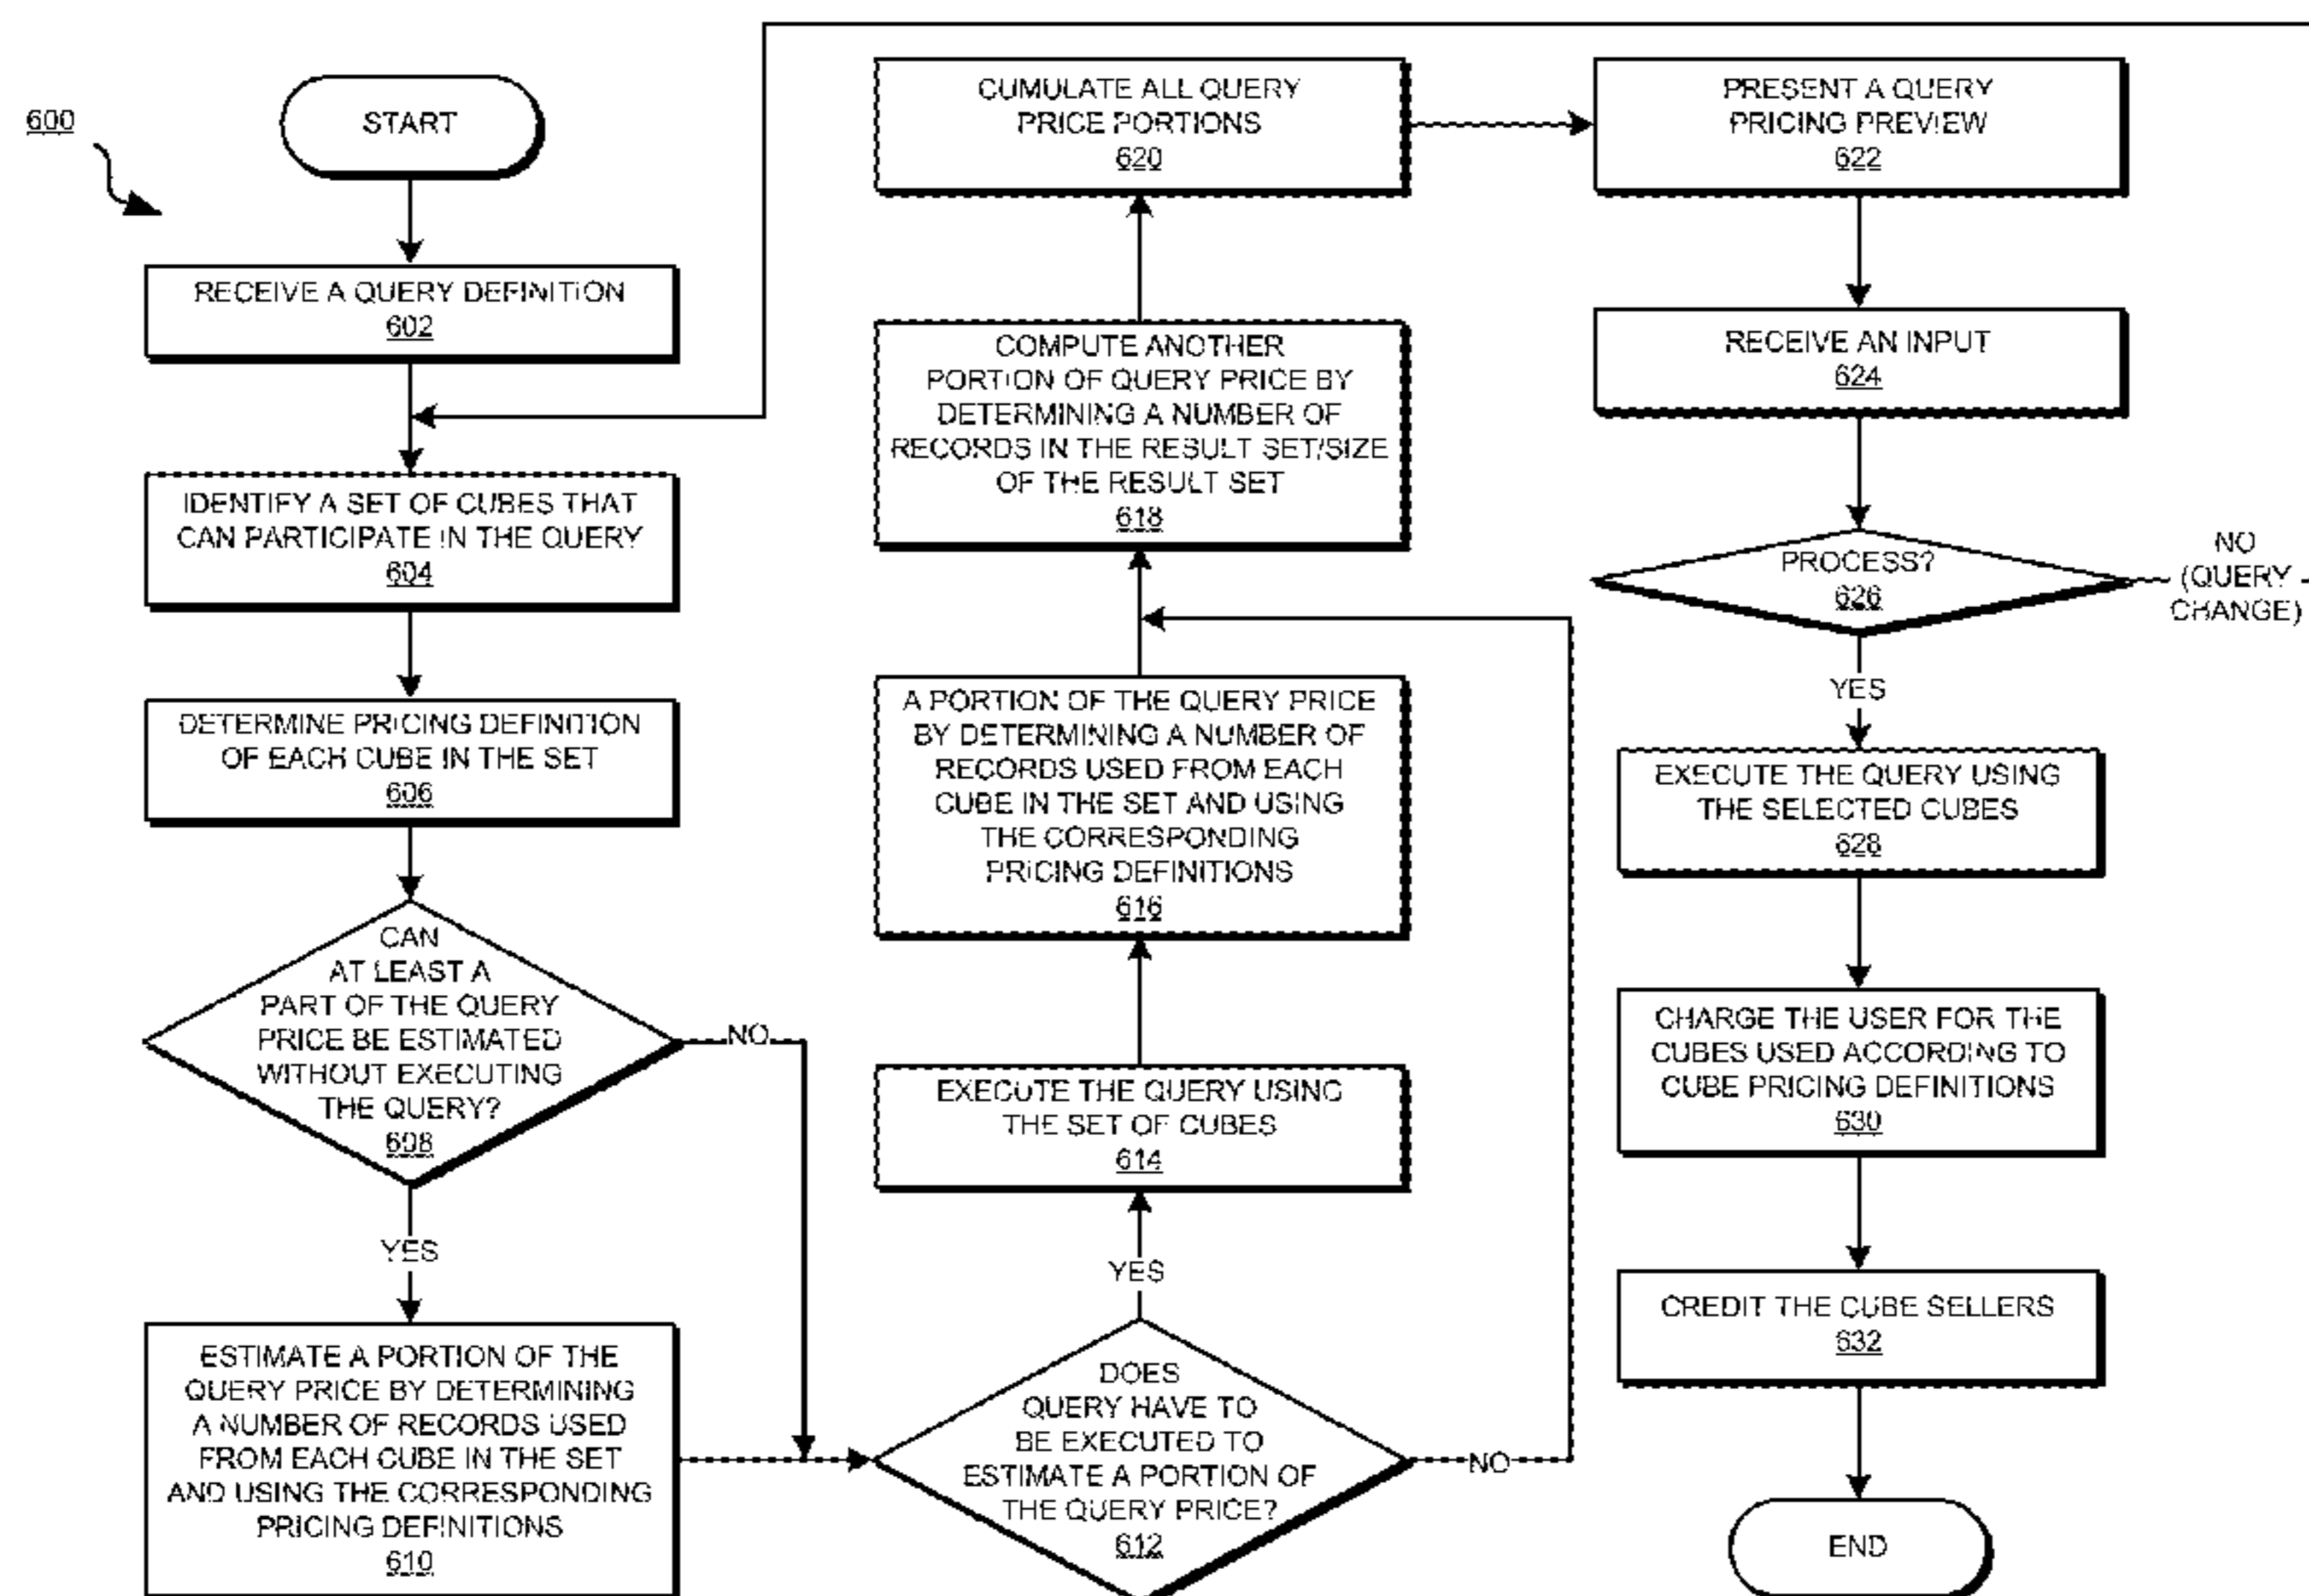 600
START
RECEIVE A QUERY DEFINITION
602
IDENTIFY A SET OF CUBES THAT
CAN PARTICIPATE IN THE QUERY
604
DETERMINE PRICING DEFINITION
OF EACH CUBE IN THE SET
606
CAN
AT LEAST A
PART OF THE QUERY
PRICE BE ESTIMATED
WITHOUT EXECUTING
THE QUERY?
608
NO
YES
ESTIMATE A PORTION OF THE
QUERY PRICE BY DETERMINING
A NUMBER OF RECORDS USED
FROM EACH CUBE IN THE SET
AND USING THE CORRESPONDING
PRICING DEFINITIONS
610
DOES
QUERY HAVE TO
BE EXECUTED TO
ESTIMATE A PORTION OF
THE QUERY PRICE?
612
NO
YES
EXECUTE THE QUERY USING
THE SET OF CUBES
614
A PORTION OF THE QUERY PRICE
BY DETERMINING A NUMBER OF
RECORDS USED FROM EACH
CUBE IN THE SET AND USING
THE CORRESPONDING
PRICING DEFINITIONS
616
COMPUTE ANOTHER
PORTION OF QUERY PRICE BY
DETERMINING A NUMBER OF
RECORDS IN THE RESULT SET/SIZE
OF THE RESULT SET
618
CUMULATE ALL QUERY
PRICE PORTIONS
620
PRESENT A QUERY
PRICING PREVIEW
622
RECEIVE AN INPUT
624
PROCESS?
626
NO
(QUERY
CHANGE)
YES
EXECUTE THE QUERY USING
THE SELECTED CUBES
628
CHARGE THE USER FOR THE
CUBES USED ACCORDING TO
CUBE PRICING DEFINITIONS
630
CREDIT THE CUBE SELLERS
632
END